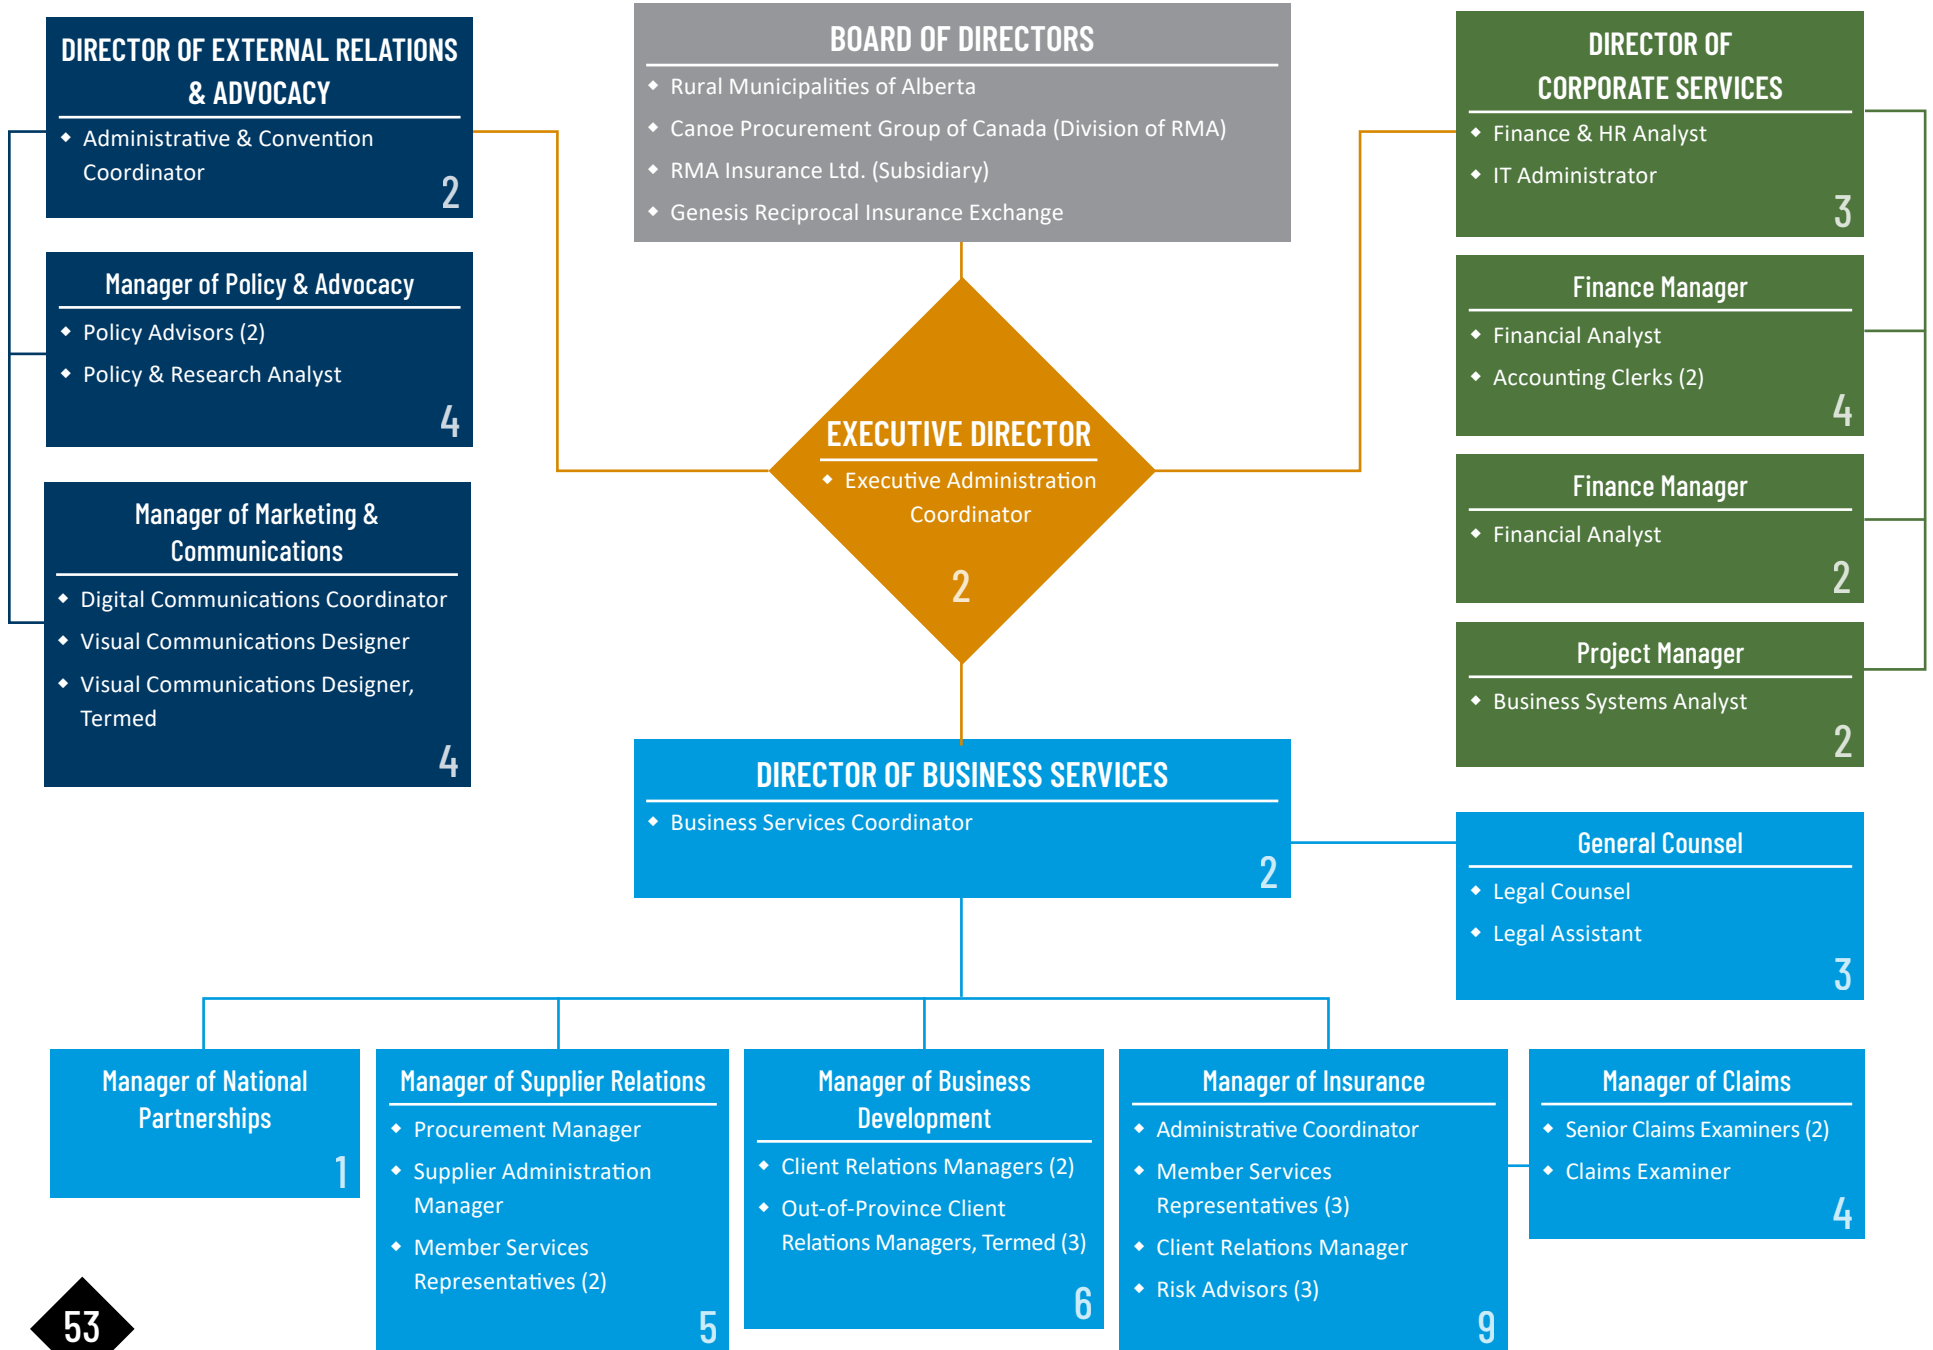 DIRECTOR OF EXTERNAL RELATIONS
& ADVOCACY
◆ Administrative & Convention
Coordinator
2
BOARD OF DIRECTORS
◆ Rural Municipalities of Alberta
◆ Canoe Procurement Group of Canada (Division of RMA)
◆ RMA Insurance Ltd. (Subsidiary)
◆ Genesis Reciprocal Insurance Exchange
DIRECTOR OF
CORPORATE SERVICES
◆ Finance & HR Analyst
◆ IT Administrator
3
Manager of Policy & Advocacy
◆ Policy Advisors (2)
◆ Policy & Research Analyst
4
Finance Manager
◆ Financial Analyst
◆ Accounting Clerks (2)
4
EXECUTIVE DIRECTOR
◆ Executive Administration
Coordinator
2
Manager of Marketing &
Communications
◆ Digital Communications Coordinator
◆ Visual Communications Designer
◆ Visual Communications Designer,
Termed
4
Finance Manager
◆ Financial Analyst
2
Project Manager
◆ Business Systems Analyst
2
DIRECTOR OF BUSINESS SERVICES
◆ Business Services Coordinator
2
General Counsel
◆ Legal Counsel
◆ Legal Assistant
3
Manager of National
Partnerships
1
Manager of Supplier Relations
◆ Procurement Manager
◆ Supplier Administration
Manager
◆ Member Services
Representatives (2)
5
Manager of Business
Development
◆ Client Relations Managers (2)
◆ Out-of-Province Client
Relations Managers, Termed (3)
6
Manager of Insurance
◆ Administrative Coordinator
◆ Member Services
Representatives (3)
◆ Client Relations Manager
◆ Risk Advisors (3)
9
Manager of Claims
◆ Senior Claims Examiners (2)
◆ Claims Examiner
4
53